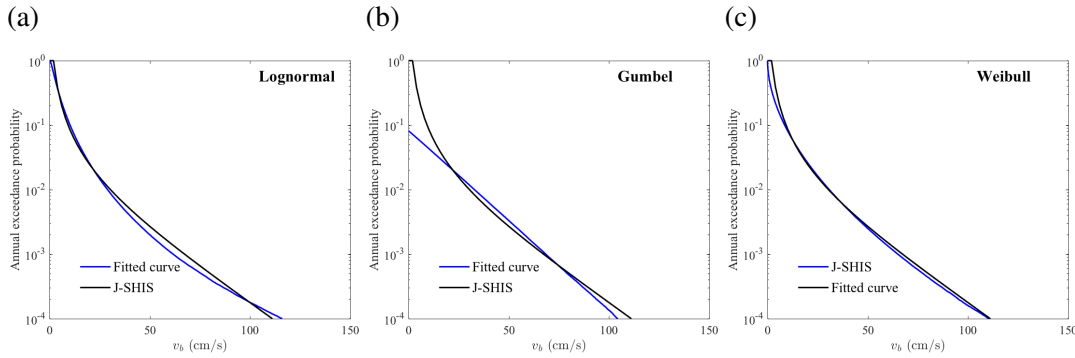 (a)
Lognormal
Annual exceedance probability
10^0
10^-1
10^-2
10^-3
10^-4
Fitted curve
J-SHIS
0 50 100 150
v_b (cm/s)
(b)
Gumbel
Annual exceedance probability
10^0
10^-1
10^-2
10^-3
10^-4
Fitted curve
J-SHIS
0 50 100 150
v_b (cm/s)
(c)
Weibull
Annual exceedance probability
10^0
10^-1
10^-2
10^-3
10^-4
J-SHIS
Fitted curve
0 50 100 150
v_b (cm/s)